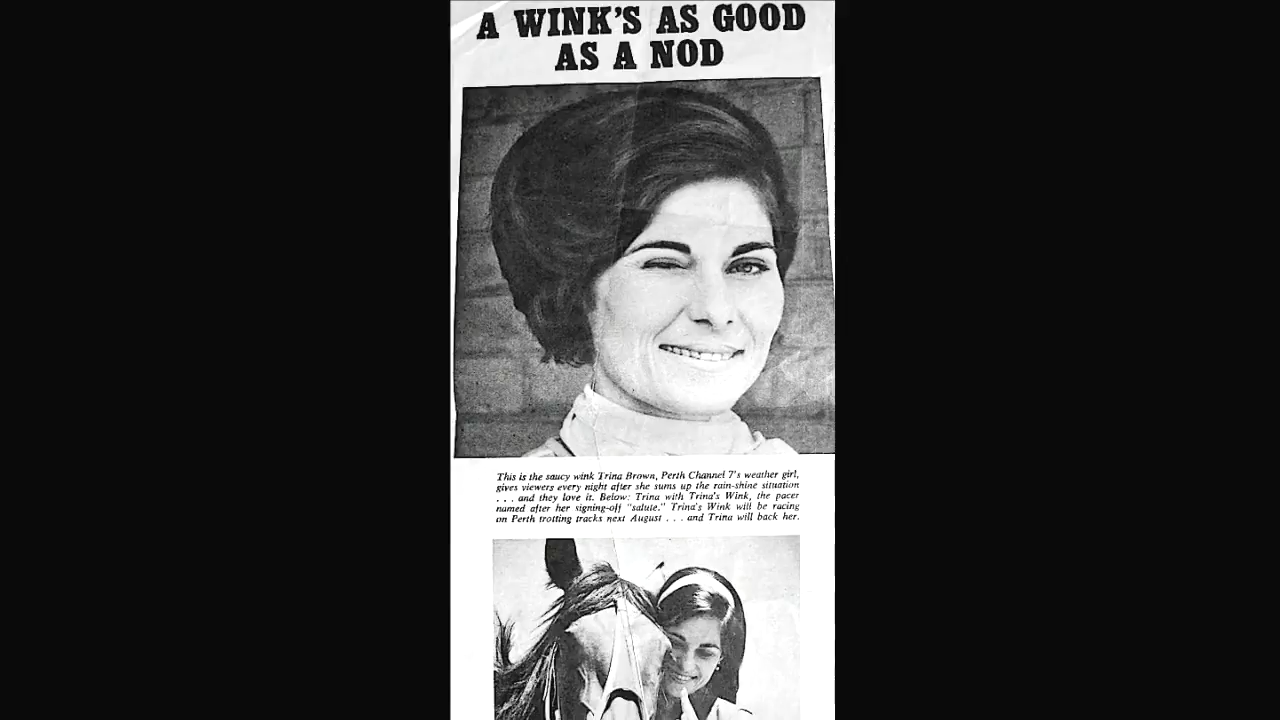 A WINK'S AS GOOD
AS A NOD
This is the saucy wink Trina Brown, Perth Channel 7's weather girl,
gives viewers every night after she sums up the rain-shine situation
. . . and they love it. Below: Trina with Trina's Wink, the pacer
named after her signing-off "salute." Trina's Wink will be racing
on Perth trotting tracks next August . . . and Trina will back her.